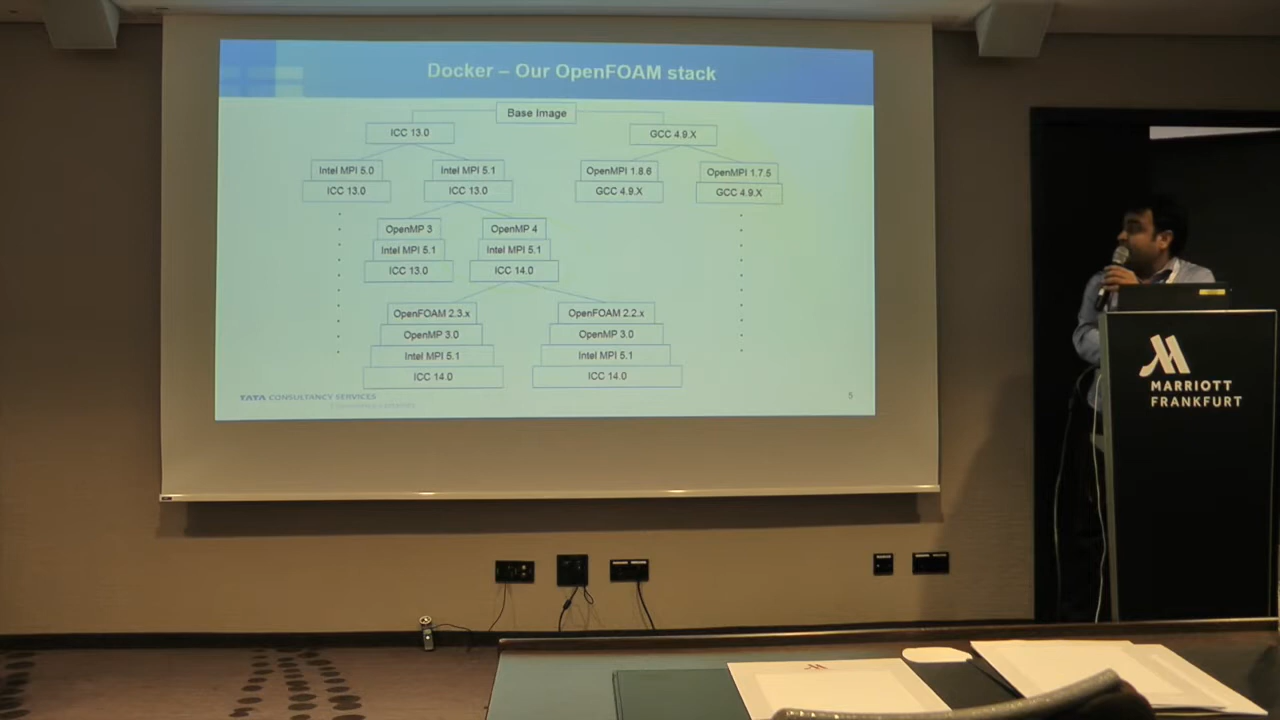 Docker – Our OpenFOAM stack
Base Image
ICC 13.0
GCC 4.9.X
Intel MPI 5.0
ICC 13.0
Intel MPI 5.1
ICC 13.0
OpenMPI 1.8.6
GCC 4.9.X
OpenMPI 1.7.5
GCC 4.9.X
OpenMP 3
Intel MPI 5.1
ICC 13.0
OpenMP 4
Intel MPI 5.1
ICC 14.0
OpenFOAM 2.3.x
OpenMP 3.0
Intel MPI 5.1
ICC 14.0
OpenFOAM 2.2.x
OpenMP 3.0
Intel MPI 5.1
ICC 14.0
TATA CONSULTANCY SERVICES
5
MARRIOTT
FRANKFURT